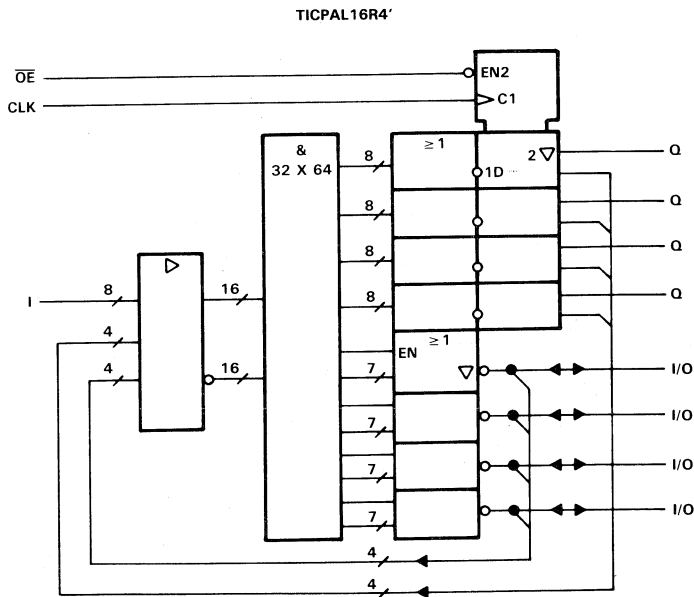 TICPAL16R4'
OE
EN2
CLK
C1
&
32 X 64
≥ 1
2 ▽
Q
8
1D
Q
8
Q
8
▷
8
16
I
8
Q
4
EN
≥ 1
4
16
7
▽
I/O
7
I/O
7
I/O
7
I/O
4
4